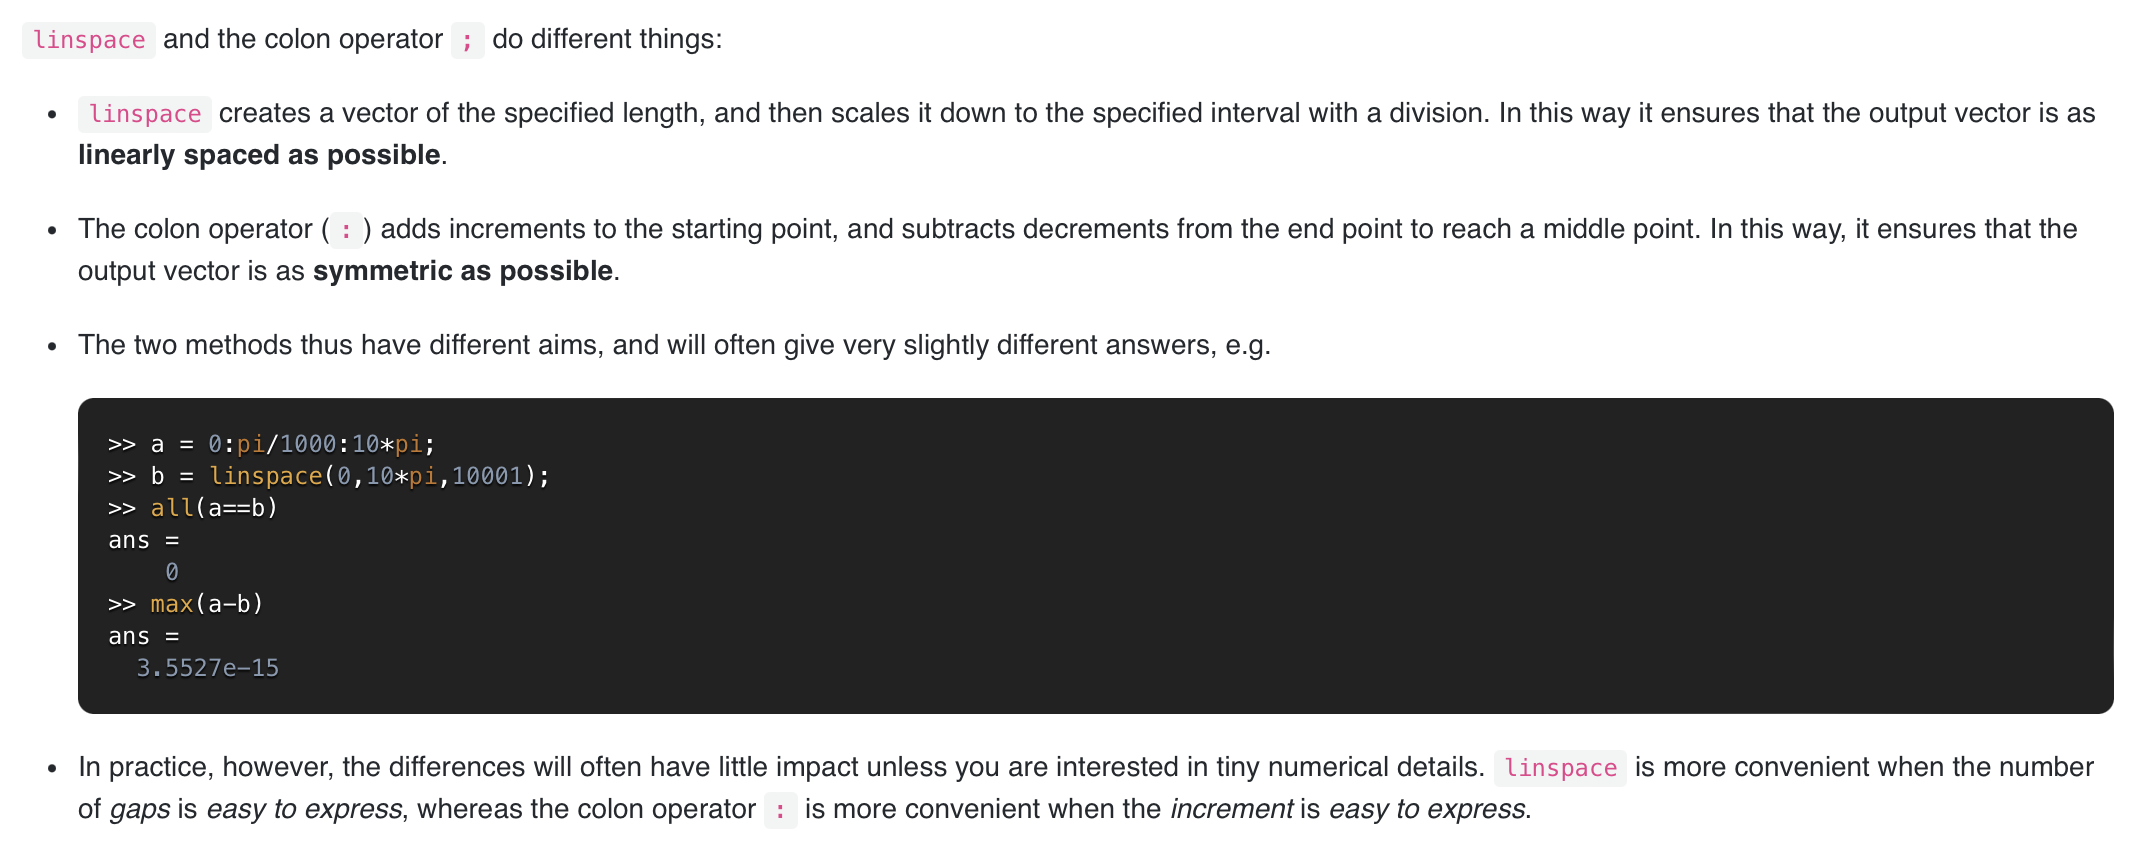 linspace and the colon operator ; do different things:
• linspace creates a vector of the specified length, and then scales it down to the specified interval with a division. In this way it ensures that the output vector is as
linearly spaced as possible.
• The colon operator ( : ) adds increments to the starting point, and subtracts decrements from the end point to reach a middle point. In this way, it ensures that the
output vector is as symmetric as possible.
• The two methods thus have different aims, and will often give very slightly different answers, e.g.
>> a = 0:pi/1000:10*pi;
>> b = linspace(0,10*pi,10001);
>> all(a==b)
ans =
    0
>> max(a-b)
ans =
  3.5527e-15
• In practice, however, the differences will often have little impact unless you are interested in tiny numerical details. linspace is more convenient when the number
of gaps is easy to express, whereas the colon operator : is more convenient when the increment is easy to express.